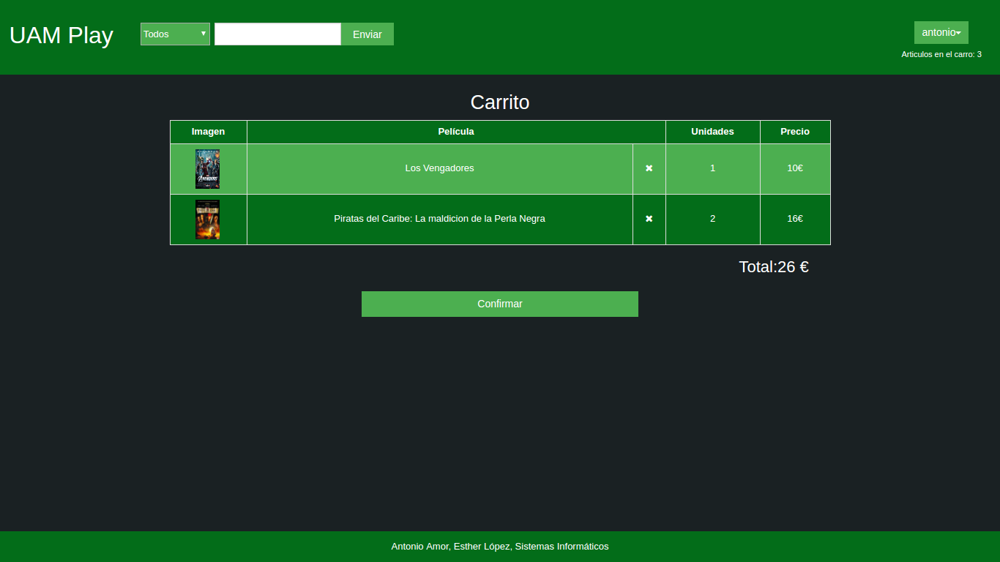 UAM Play
Todos
Enviar
antonio
Articulos en el carro: 3
Carrito
Imagen Película Unidades Precio
AVENGERS
Los Vengadores ✖ 1 10€
Piratas del Caribe: La maldicion de la Perla Negra ✖ 2 16€
Total:26 €
Confirmar
Antonio Amor, Esther López, Sistemas Informáticos